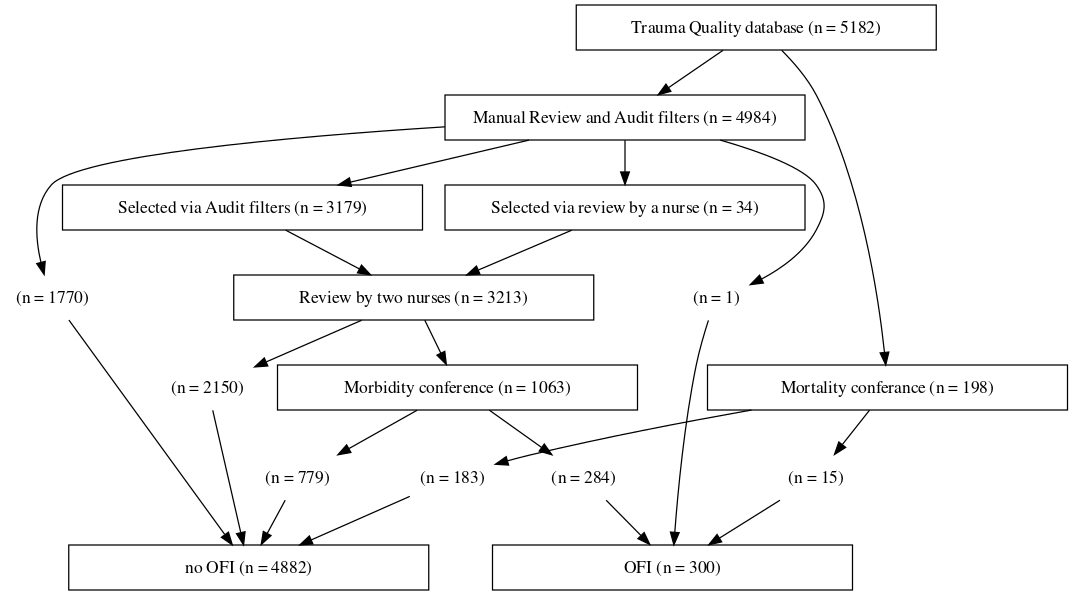 Trauma Quality database (n = 5182)
Manual Review and Audit filters (n = 4984)
Selected via Audit filters (n = 3179)
Selected via review by a nurse (n = 34)
(n = 1770)
Review by two nurses (n = 3213)
(n = 1)
(n = 2150)
Morbidity conference (n = 1063)
Mortality conferance (n = 198)
(n = 779)
(n = 183)
(n = 284)
(n = 15)
no OFI (n = 4882)
OFI (n = 300)